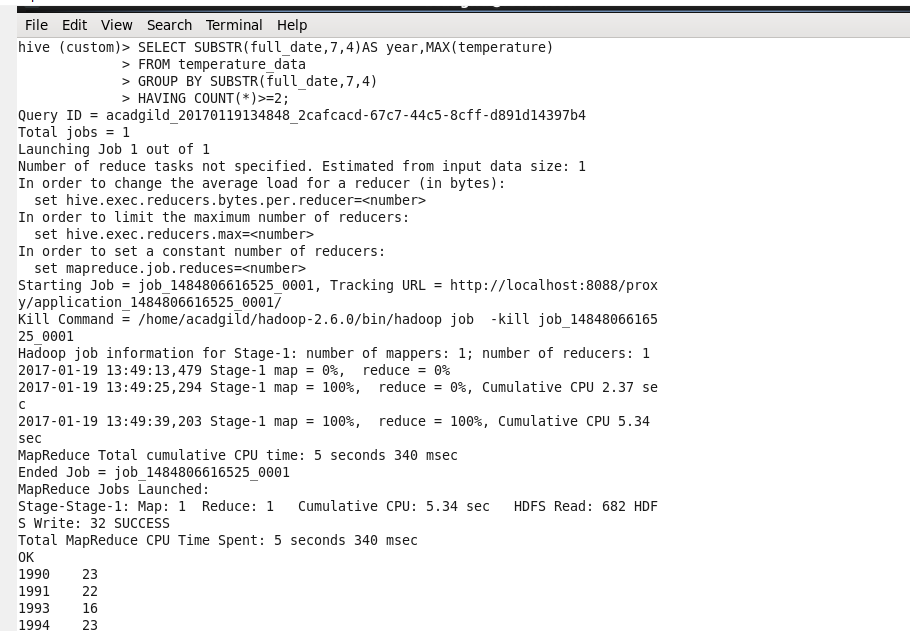 File Edit View Search Terminal Help
hive (custom)> SELECT SUBSTR(full_date,7,4)AS year,MAX(temperature)
             > FROM temperature_data
             > GROUP BY SUBSTR(full_date,7,4)
             > HAVING COUNT(*)>=2;
Query ID = acadgild_20170119134848_2cafcacd-67c7-44c5-8cff-d891d14397b4
Total jobs = 1
Launching Job 1 out of 1
Number of reduce tasks not specified. Estimated from input data size: 1
In order to change the average load for a reducer (in bytes):
  set hive.exec.reducers.bytes.per.reducer=<number>
In order to limit the maximum number of reducers:
  set hive.exec.reducers.max=<number>
In order to set a constant number of reducers:
  set mapreduce.job.reduces=<number>
Starting Job = job_1484806616525_0001, Tracking URL = http://localhost:8088/prox
y/application_1484806616525_0001/
Kill Command = /home/acadgild/hadoop-2.6.0/bin/hadoop job  -kill job_14848066165
25_0001
Hadoop job information for Stage-1: number of mappers: 1; number of reducers: 1
2017-01-19 13:49:13,479 Stage-1 map = 0%,  reduce = 0%
2017-01-19 13:49:25,294 Stage-1 map = 100%,  reduce = 0%, Cumulative CPU 2.37 se
c
2017-01-19 13:49:39,203 Stage-1 map = 100%,  reduce = 100%, Cumulative CPU 5.34
sec
MapReduce Total cumulative CPU time: 5 seconds 340 msec
Ended Job = job_1484806616525_0001
MapReduce Jobs Launched:
Stage-Stage-1: Map: 1  Reduce: 1   Cumulative CPU: 5.34 sec   HDFS Read: 682 HDF
S Write: 32 SUCCESS
Total MapReduce CPU Time Spent: 5 seconds 340 msec
OK
1990    23
1991    22
1993    16
1994    23